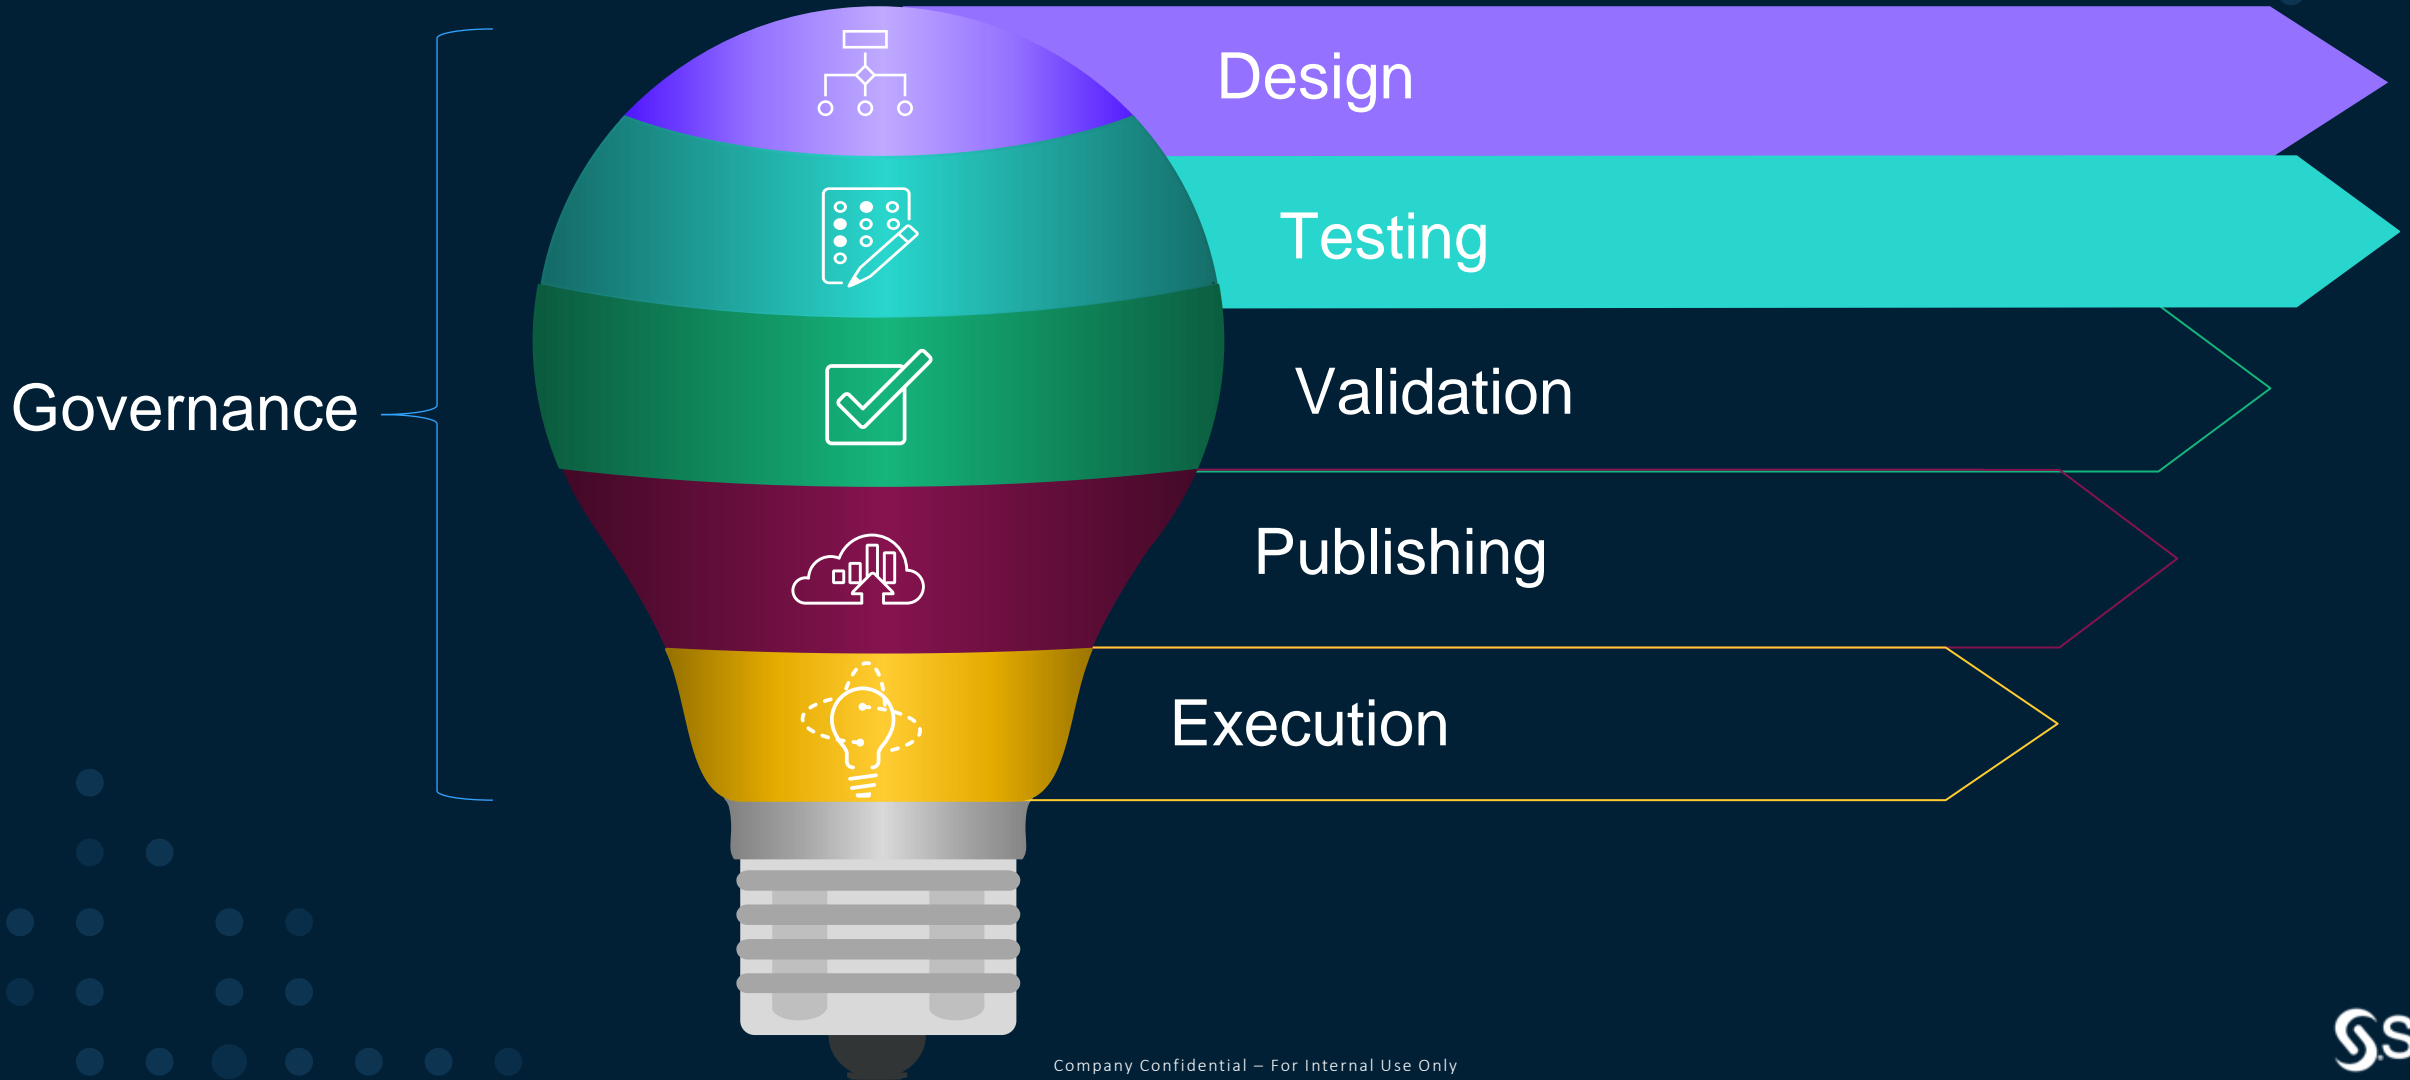 Governance
Design
Testing
Validation
Publishing
Execution
Company Confidential – For Internal Use Only